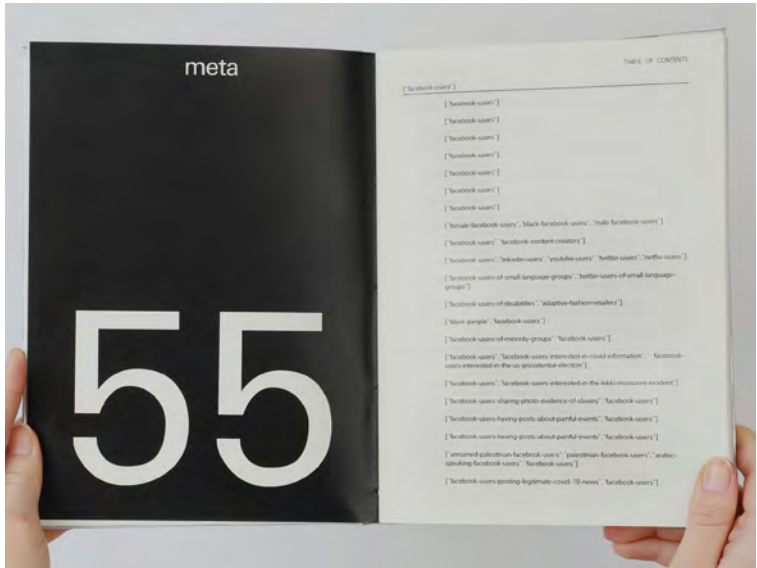 meta
55
TABLE OF CONTENTS
["facebook-users"]
["facebook-users"]
["facebook-users"]
["facebook-users"]
["facebook-users"]
["facebook-users"]
["facebook-users"]
["facebook-users"]
["female-facebook-users", "black-facebook-users", "male-facebook-users"]
["facebook-users", "facebook-content-creators"]
["facebook-users", "linkedin-users", "youtube-users", "twitter-users", "netflix-users"]
["facebook-users-of-small-language-groups", "twitter-users-of-small-language-
groups"]
["facebook-users-of-disabilities", "adaptive-fashion-retailers"]
["black-people", "facebook-users"]
["facebook-users-of-minority-groups", "facebook-users"]
["facebook-users", "facebook-users-interested-in-covid-information", "facebook-
users-interested-in-the-us-presidential-election"]
["facebook-users", "facebook-users-interested-in-the-lekki-massacre-incident"]
["facebook-users-sharing-photo-evidence-of-slavery", "facebook-users"]
["facebook-users-having-posts-about-painful-events", "facebook-users"]
["facebook-users-having-posts-about-painful-events", "facebook-users"]
["unnamed-palestinian-facebook-users", "palestinian-facebook-users", "arabic-
speaking-facebook-users", "facebook-users"]
["facebook-users-posting-legitimate-covid-19-news", "facebook-users"]